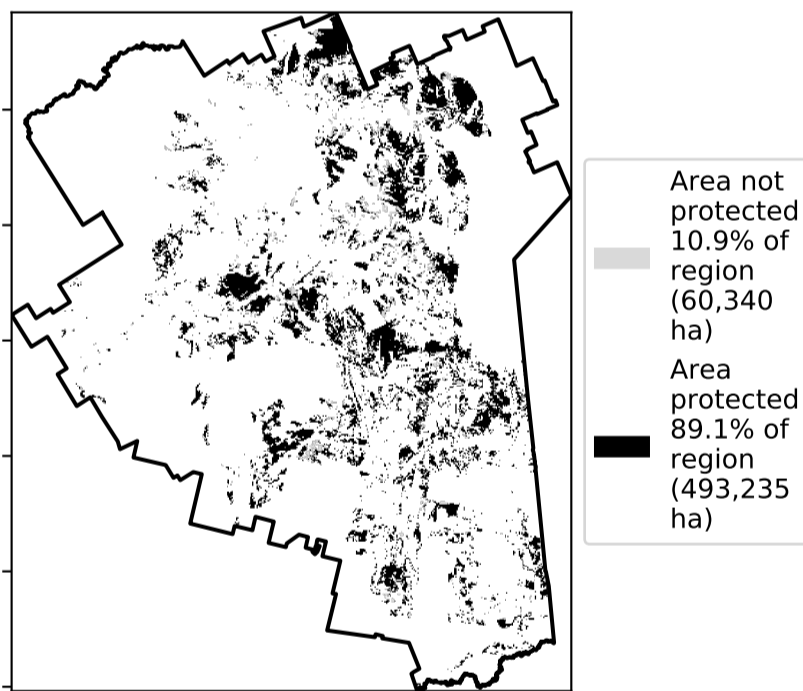 Area not
protected
10.9% of
region
(60,340
ha)
Area
protected
89.1% of
region
(493,235
ha)